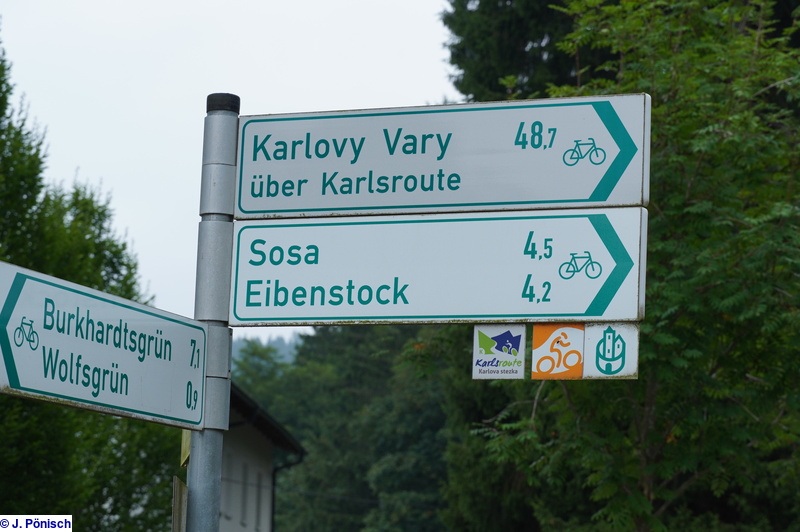 Karlovy Vary 48,7
über Karlsroute
Sosa 4,5
Eibenstock 4,2
Burkhardtsgrün 7,1
Wolfsgrün 0,9
Karlsroute
Karlova stezka
© J. Pönisch